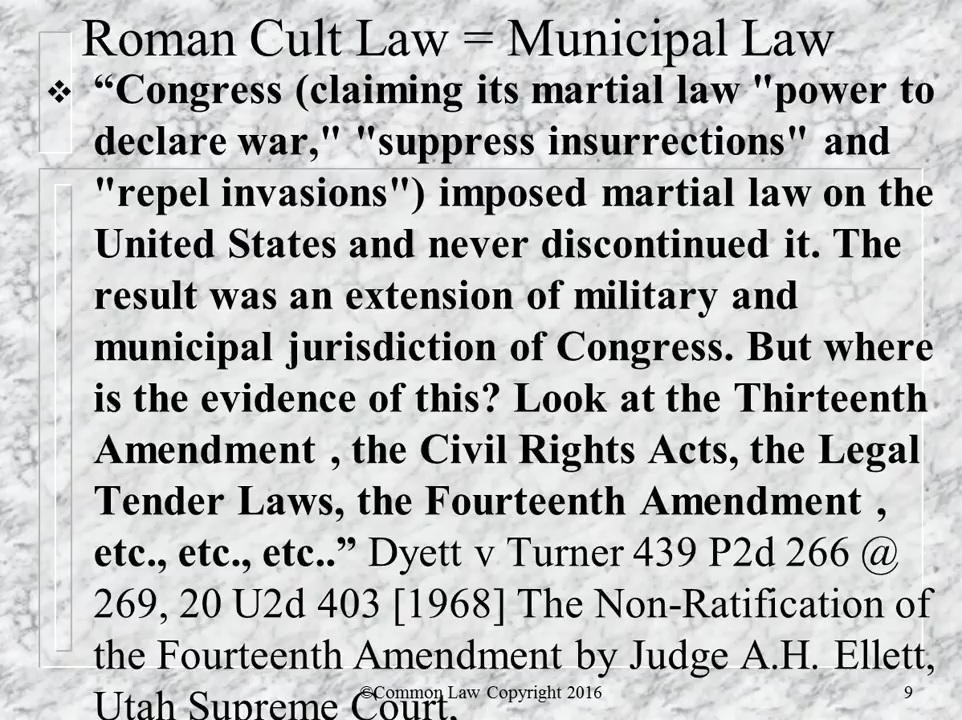 Roman Cult Law = Municipal Law
❖ “Congress (claiming its martial law "power to
declare war," "suppress insurrections" and
"repel invasions") imposed martial law on the
United States and never discontinued it. The
result was an extension of military and
municipal jurisdiction of Congress. But where
is the evidence of this? Look at the Thirteenth
Amendment , the Civil Rights Acts, the Legal
Tender Laws, the Fourteenth Amendment ,
etc., etc., etc..” Dyett v Turner 439 P2d 266 @
269, 20 U2d 403 [1968] The Non-Ratification of
the Fourteenth Amendment by Judge A.H. Ellett,
Utah Supreme Court,
©Common Law Copyright 2016
9